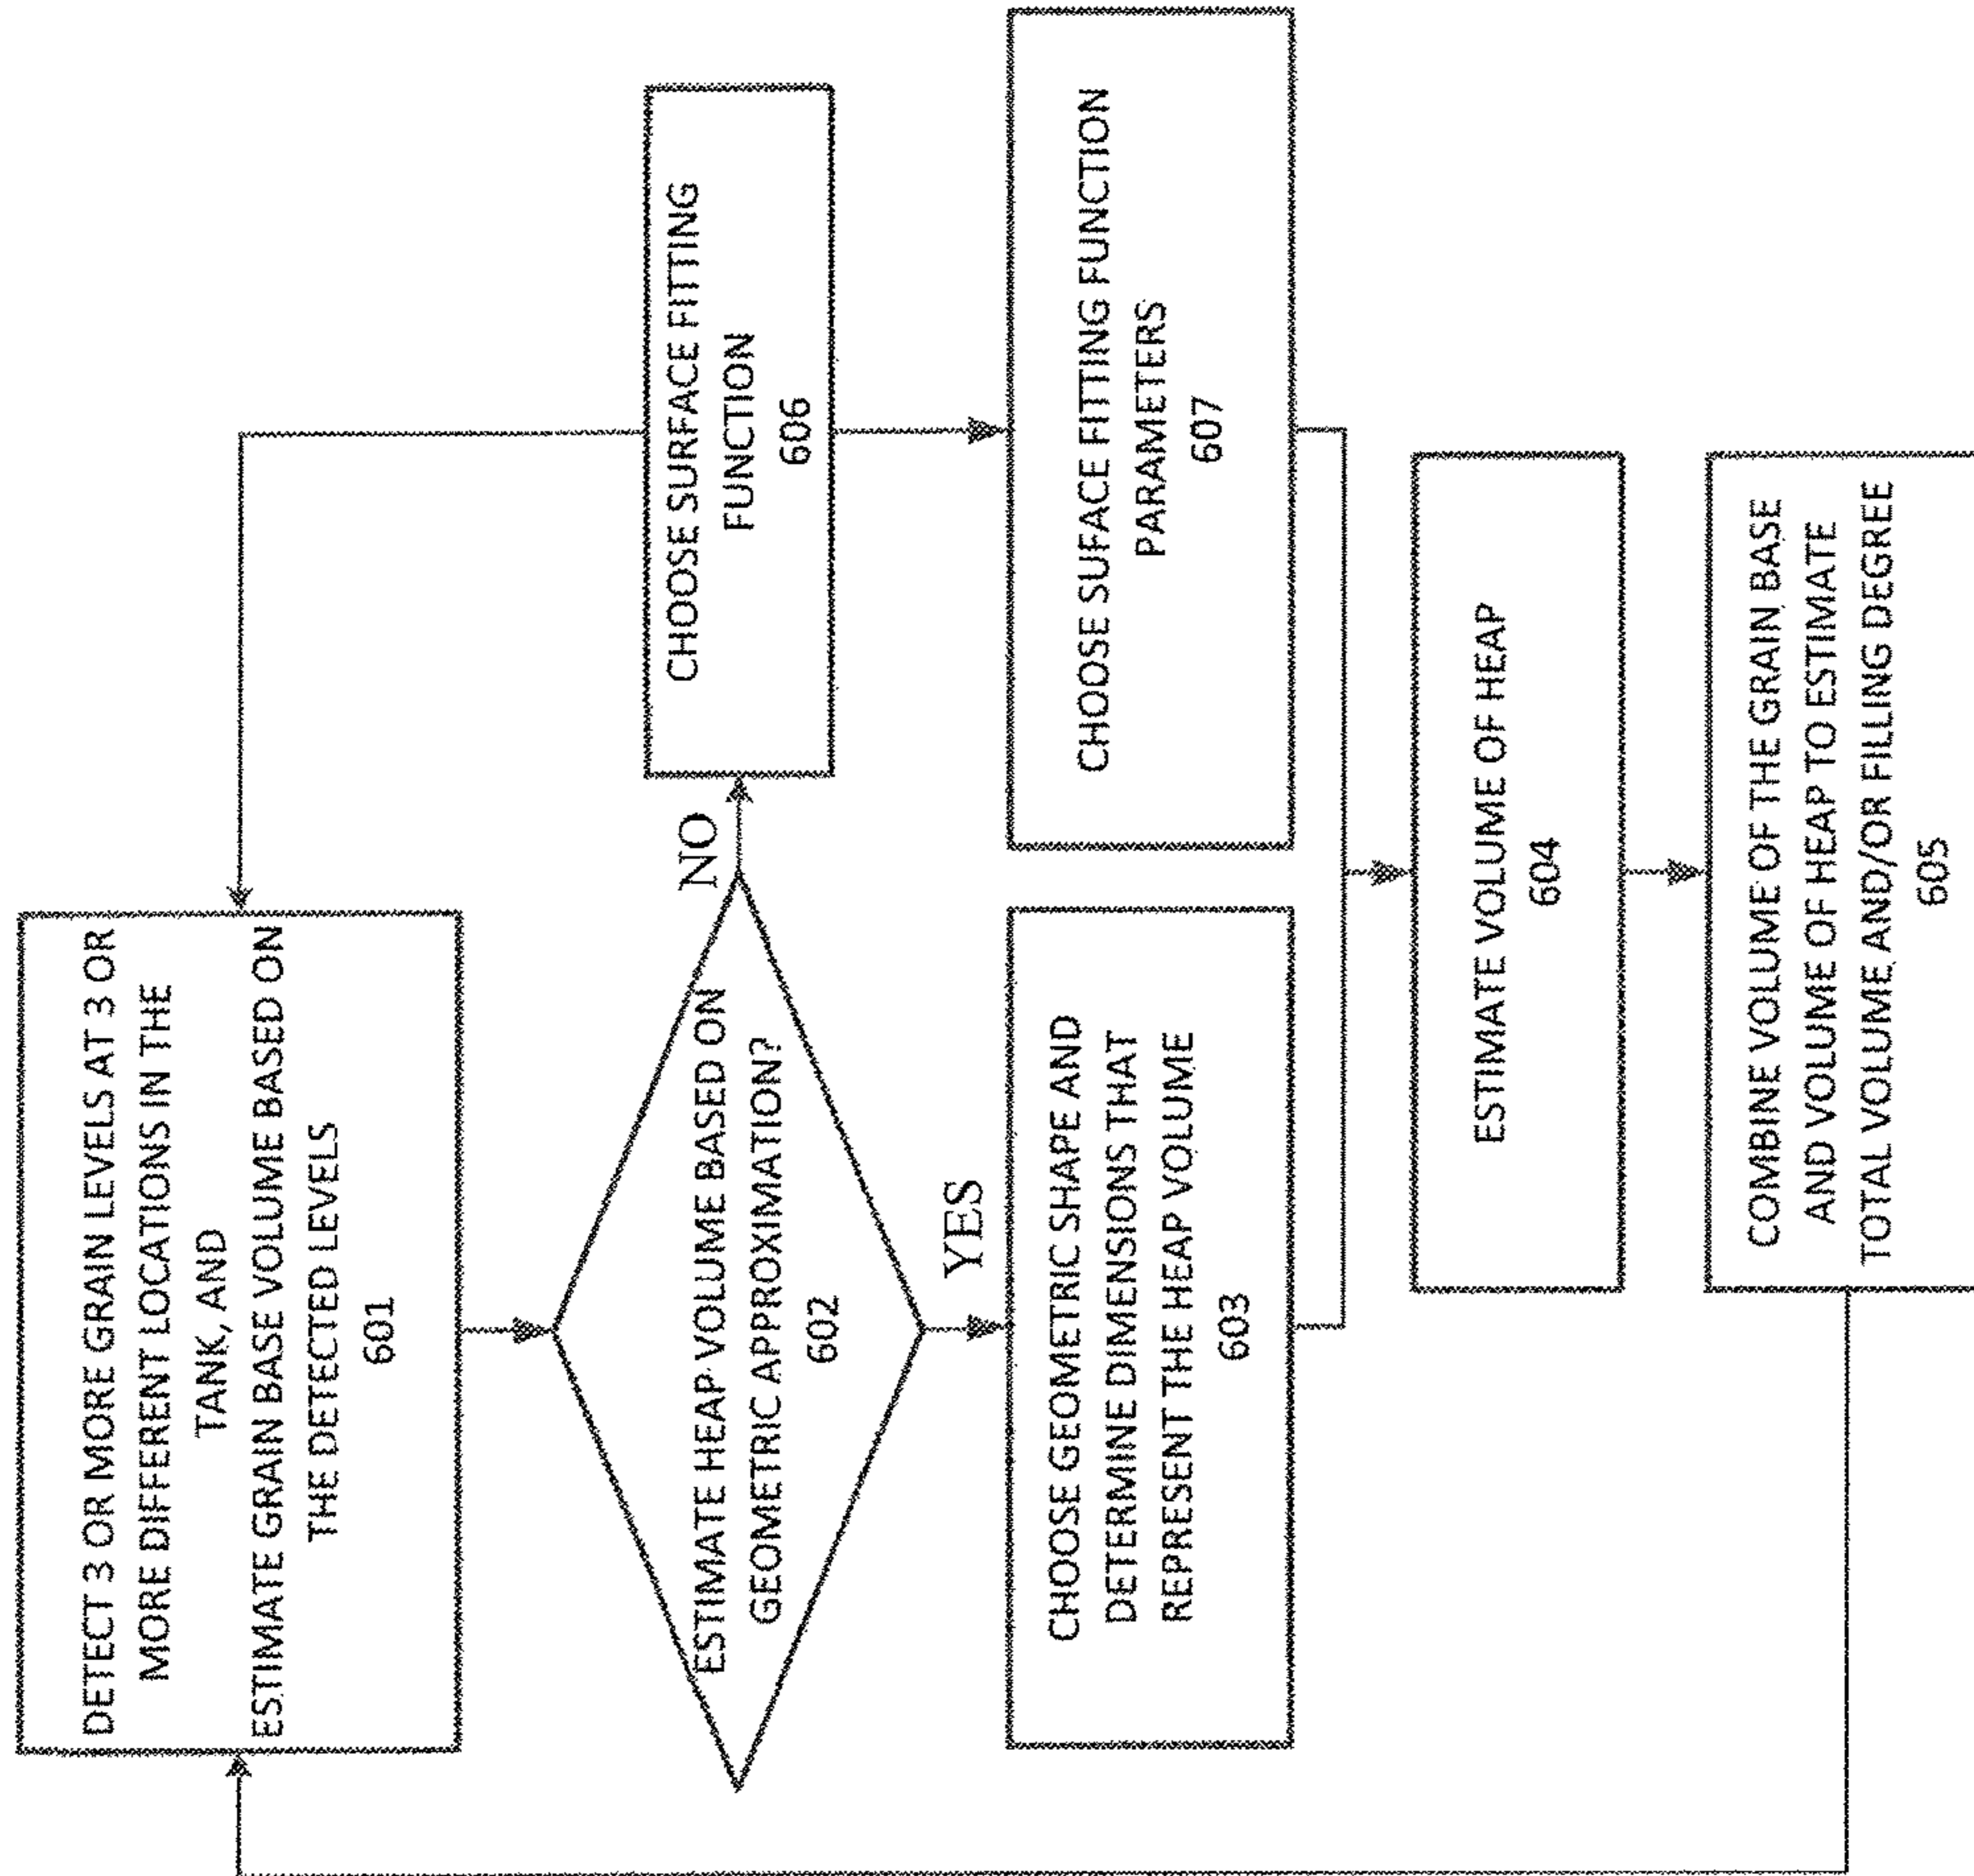 DETECT 3 OR MORE GRAIN LEVELS AT 3 OR
MORE DIFFERENT LOCATIONS IN THE
TANK, AND
ESTIMATE GRAIN BASE VOLUME BASED ON
THE DETECTED LEVELS
601
ESTIMATE HEAP VOLUME BASED ON
GEOMETRIC APPROXIMATION?
602
NO
CHOOSE SURFACE FITTING
FUNCTION
606
YES
CHOOSE GEOMETRIC SHAPE AND
DETERMINE DIMENSIONS THAT
REPRESENT THE HEAP VOLUME
603
CHOOSE SUFACE FITTING FUNCTION
PARAMETERS
607
ESTIMATE VOLUME OF HEAP
604
COMBINE VOLUME OF THE GRAIN BASE
AND VOLUME OF HEAP TO ESTIMATE
TOTAL VOLUME AND/OR FILLING DEGREE
605